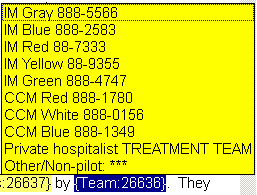 IM Gray 888-5566
IM Blue 888-2583
IM Red 88-7333
IM Yellow 88-9355
IM Green 888-4747
CCM Red 888-1780
CCM White 888-0156
CCM Blue 888-1349
Private hospitalist TREATMENT TEAM
Other/Non-pilot: ***
:26637} by {Team:26636}. They